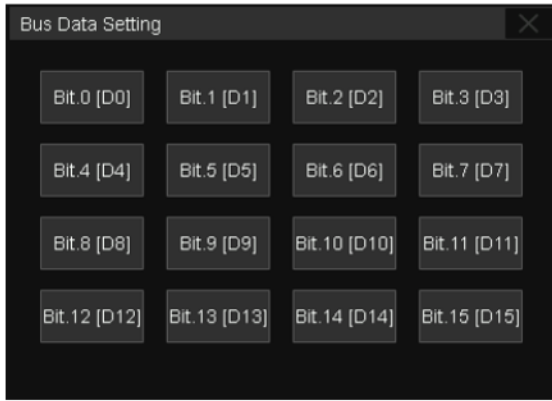 Bus Data Setting
Bit.0 [D0] Bit.1 [D1] Bit.2 [D2] Bit.3 [D3]
Bit.4 [D4] Bit.5 [D5] Bit.6 [D6] Bit.7 [D7]
Bit.8 [D8] Bit.9 [D9] Bit.10 [D10] Bit.11 [D11]
Bit.12 [D12] Bit.13 [D13] Bit.14 [D14] Bit.15 [D15]